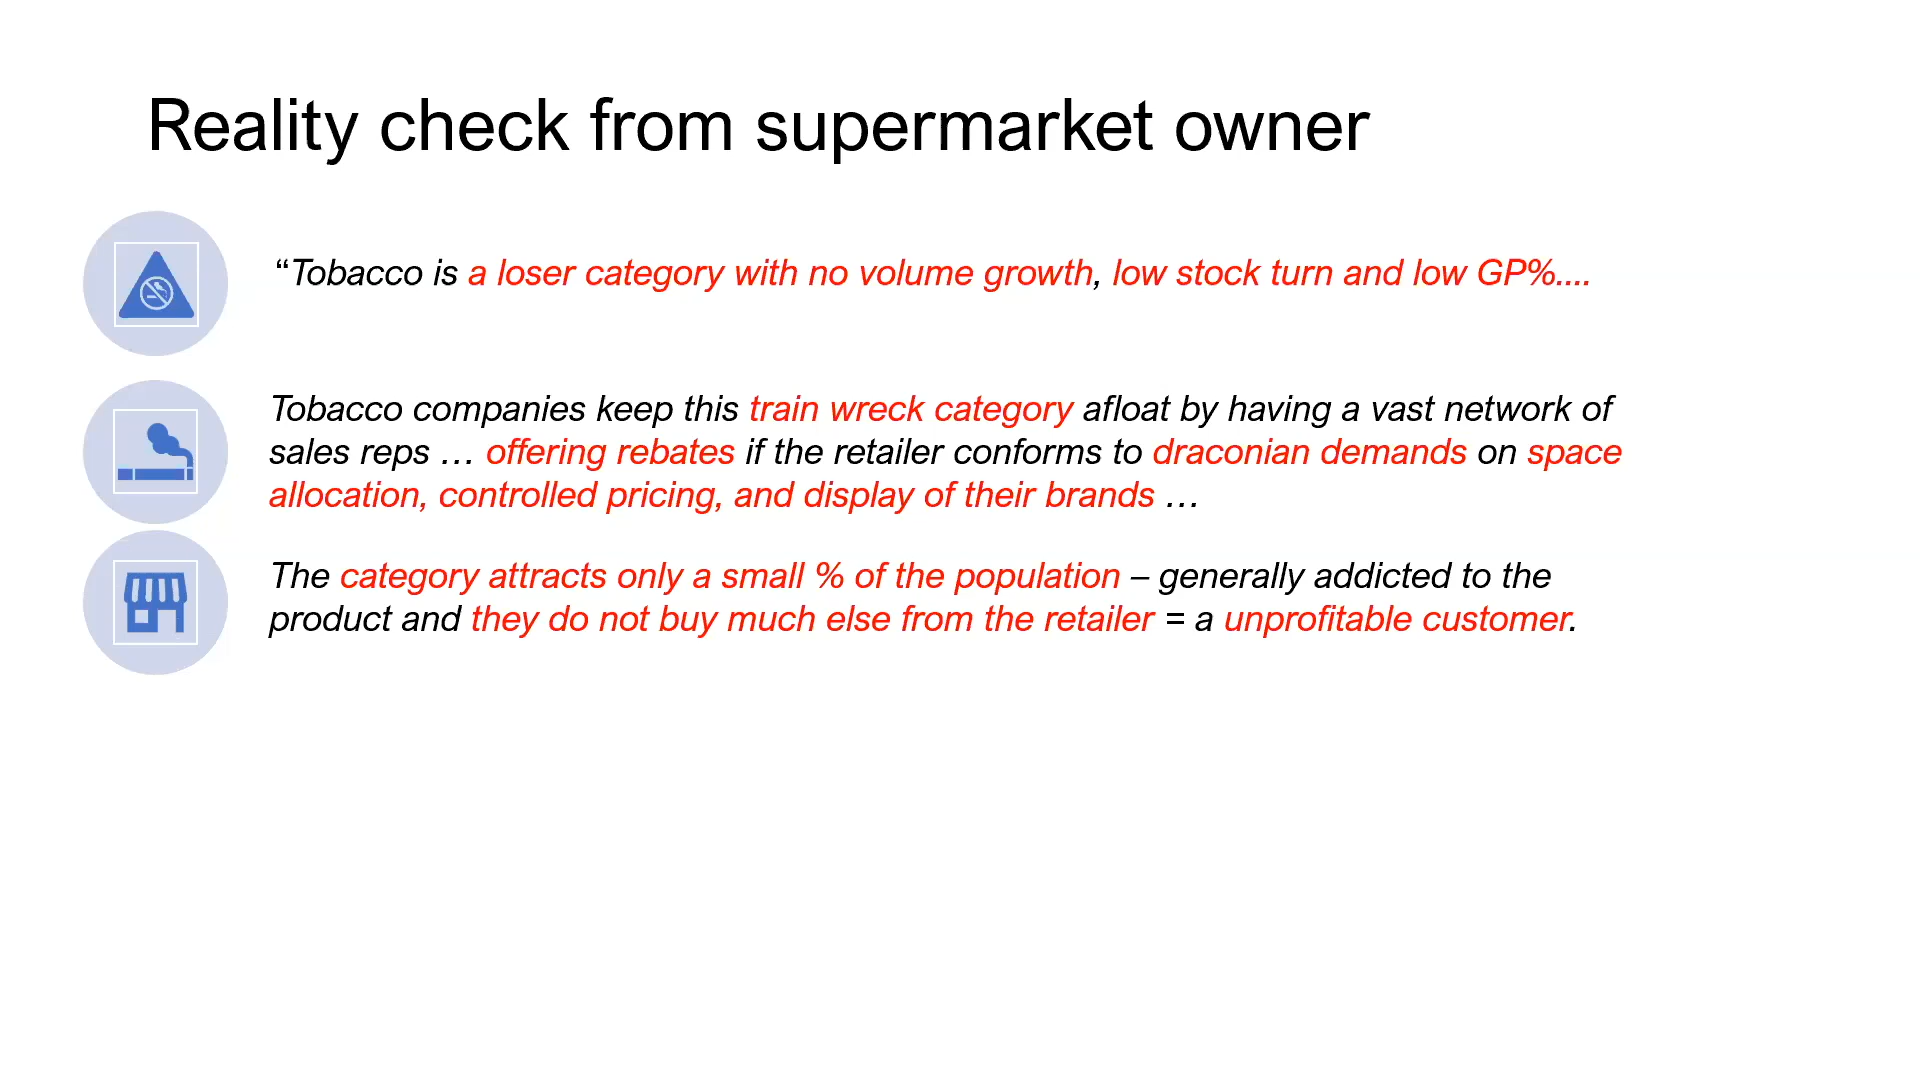 Reality check from supermarket owner
“Tobacco is a loser category with no volume growth, low stock turn and low GP%....
Tobacco companies keep this train wreck category afloat by having a vast network of
sales reps … offering rebates if the retailer conforms to draconian demands on space
allocation, controlled pricing, and display of their brands …
The category attracts only a small % of the population – generally addicted to the
product and they do not buy much else from the retailer = a unprofitable customer.